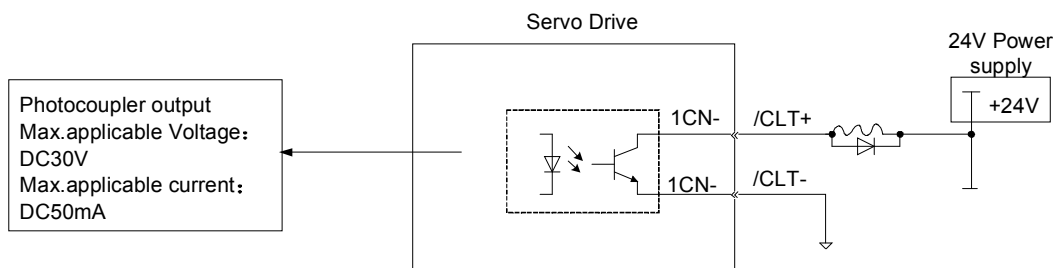 Servo Drive
24V Power
supply
+24V
Photocoupler output
Max.applicable Voltage：
DC30V
Max.applicable current：
DC50mA
1CN-
/CLT+
1CN-
/CLT-